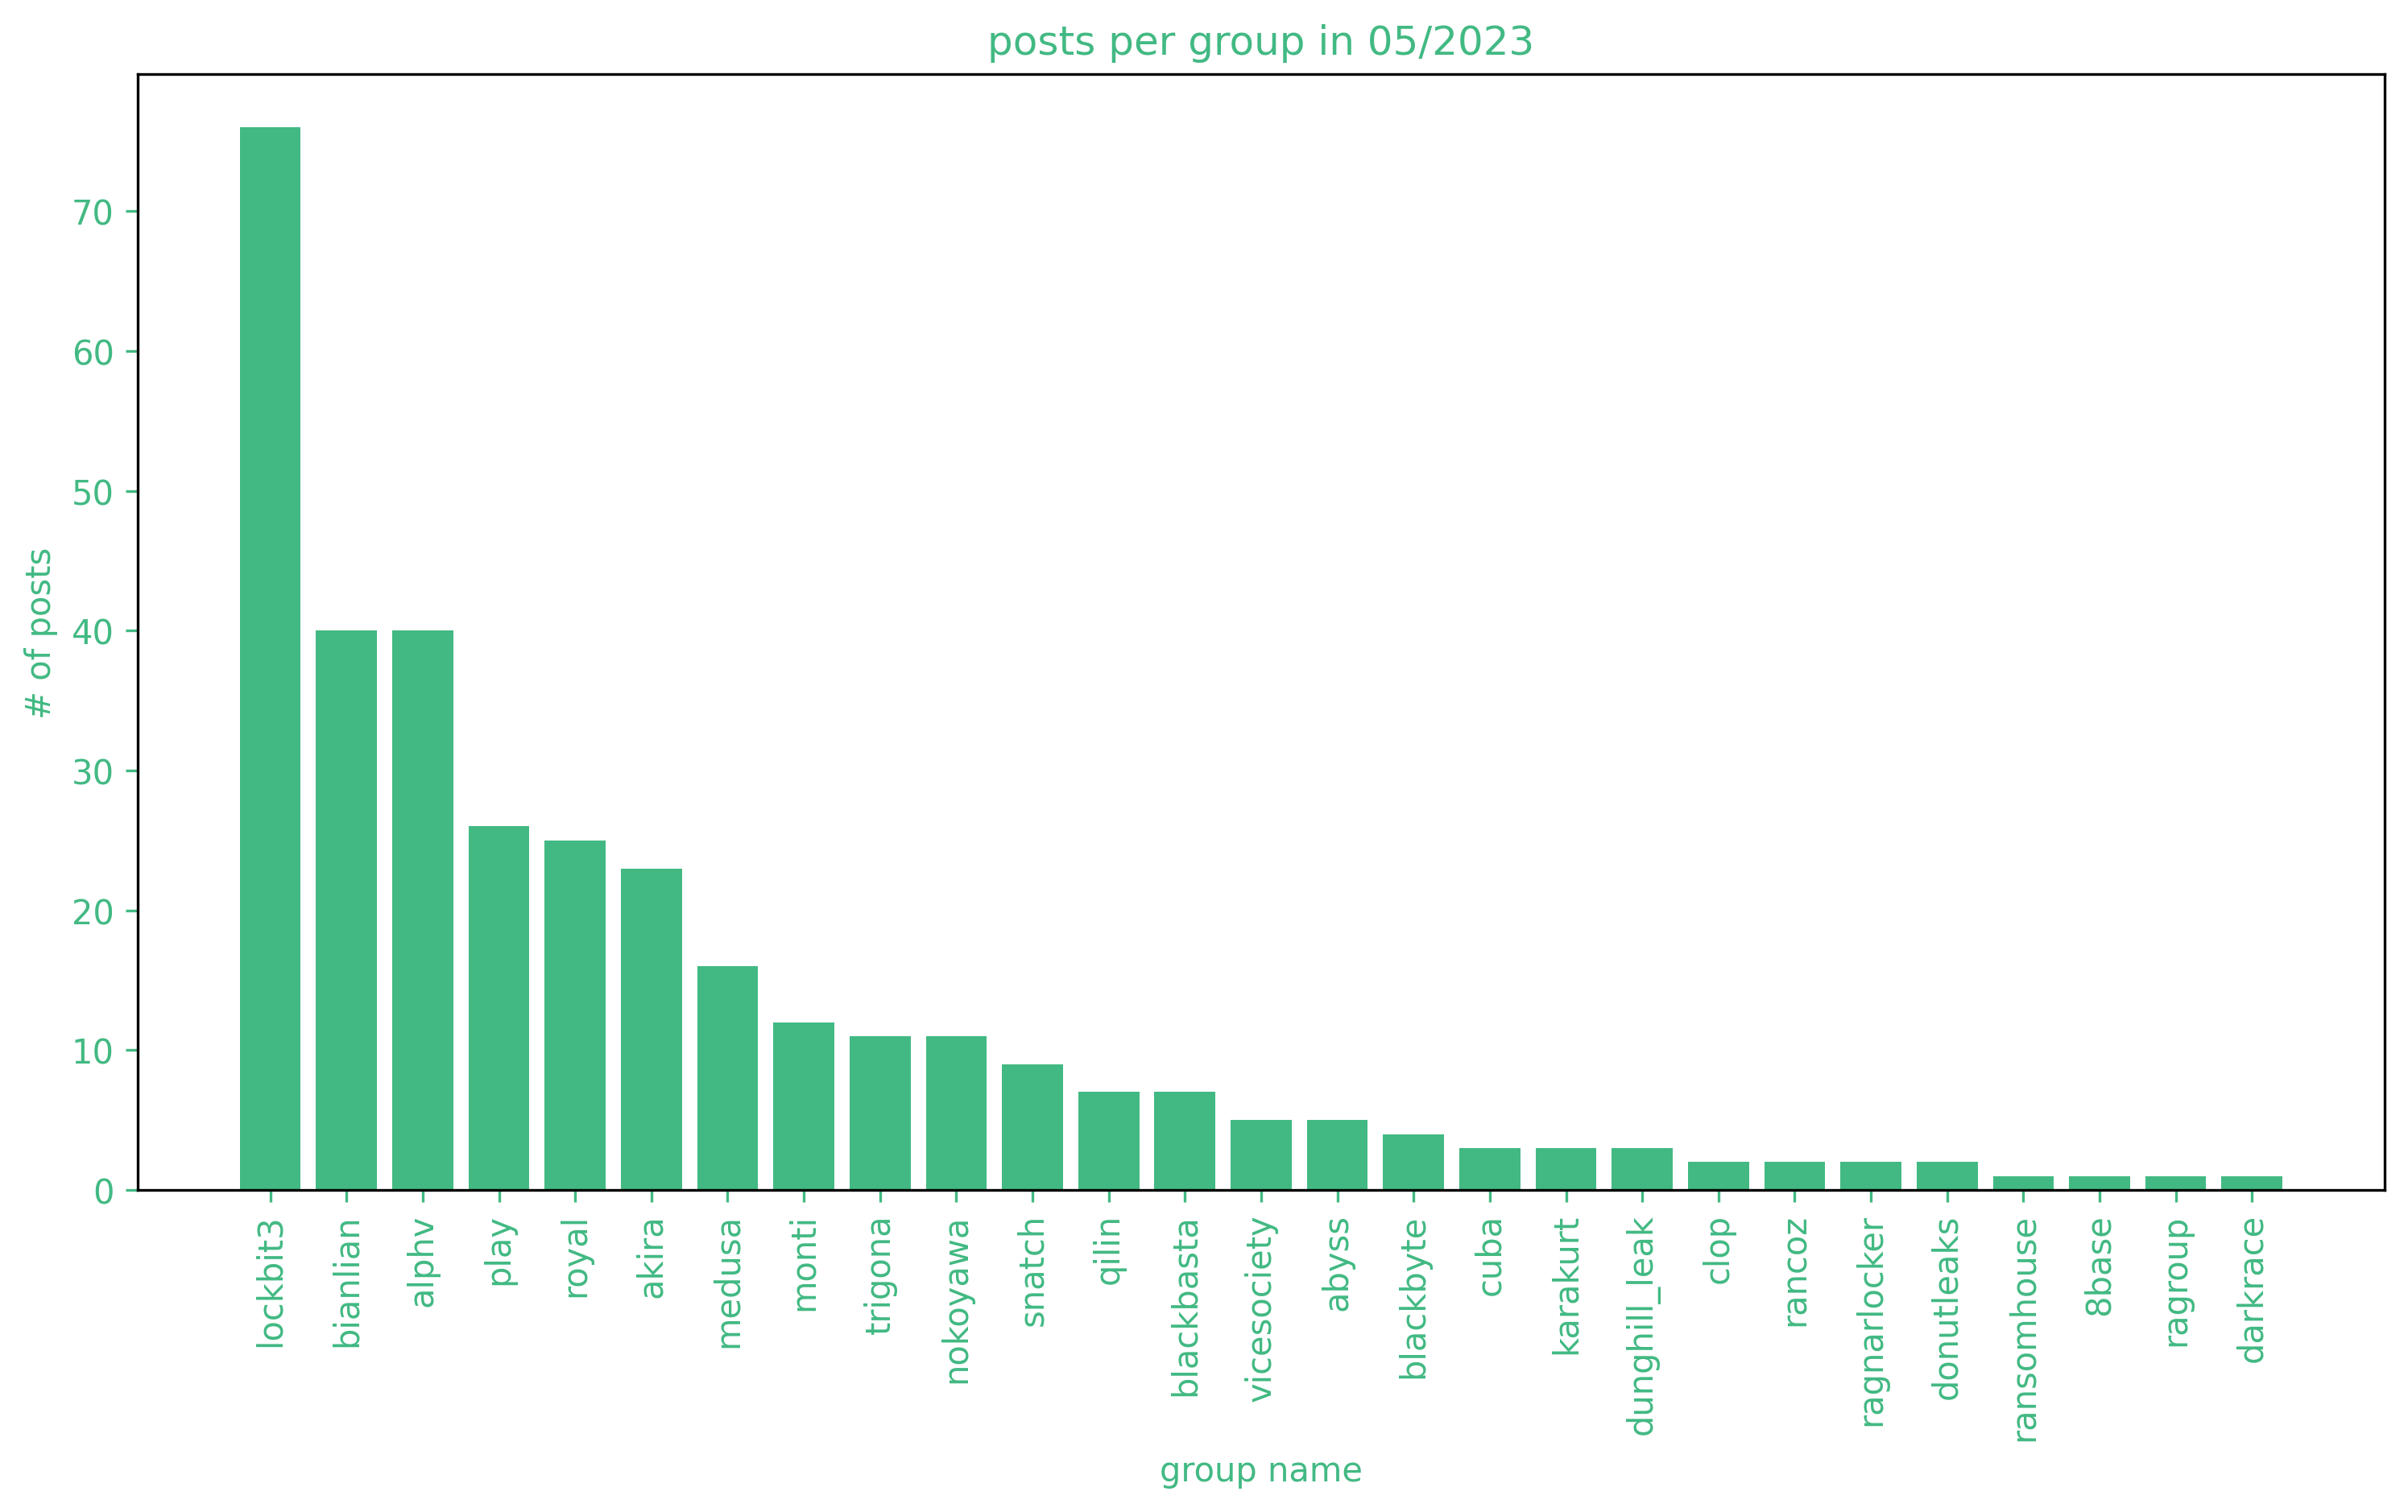 posts per group in 05/2023
# of posts
70
60
50
40
30
20
10
0
lockbit3
bianlian
alphv
play
royal
akira
medusa
monti
trigona
nokoyawa
snatch
qilin
blackbasta
vicesociety
abyss
blackbyte
cuba
karakurt
dunghill_leak
clop
rancoz
ragnarlocker
donutleaks
ransomhouse
8base
ragroup
darkrace
group name